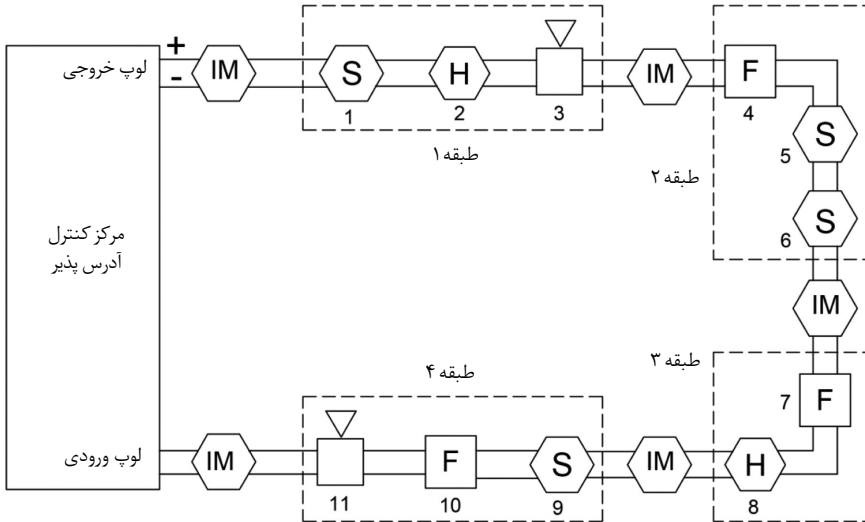 لوپ خروجی
+
-
IM
S
H
IM
F
1
2
3
4
طبقه ۱
S
5
طبقه ۲
S
6
مرکز کنترل
آدرس پذیر
IM
طبقه ۳
طبقه ۴
F
7
لوپ ورودی
IM
F
S
IM
H
11
10
9
8